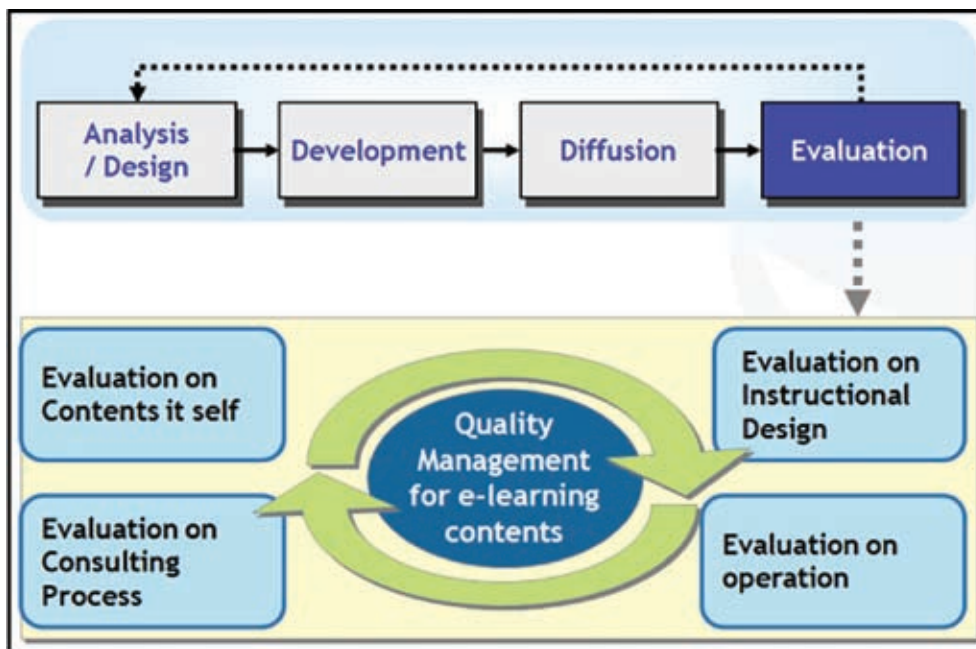 Analysis
/ Design
Development
Diffusion
Evaluation
Evaluation on
Contents it self
Evaluation on
Instructional
Design
Quality
Management
for e-learning
contents
Evaluation on
Consulting
Process
Evaluation on
operation